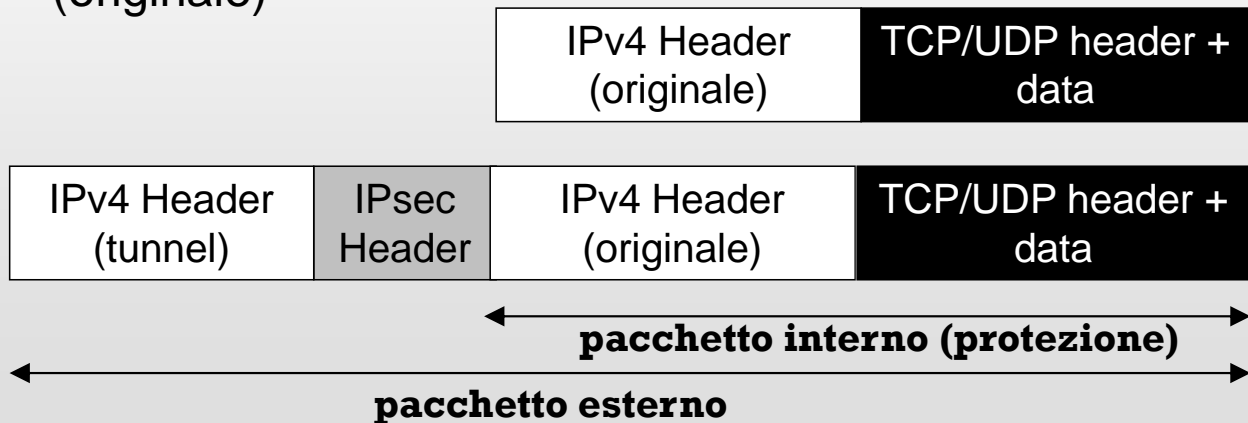 (originale)
IPv4 Header
(originale)
TCP/UDP header +
data
IPv4 Header
(tunnel)
IPsec
Header
IPv4 Header
(originale)
TCP/UDP header +
data
pacchetto interno (protezione)
pacchetto esterno